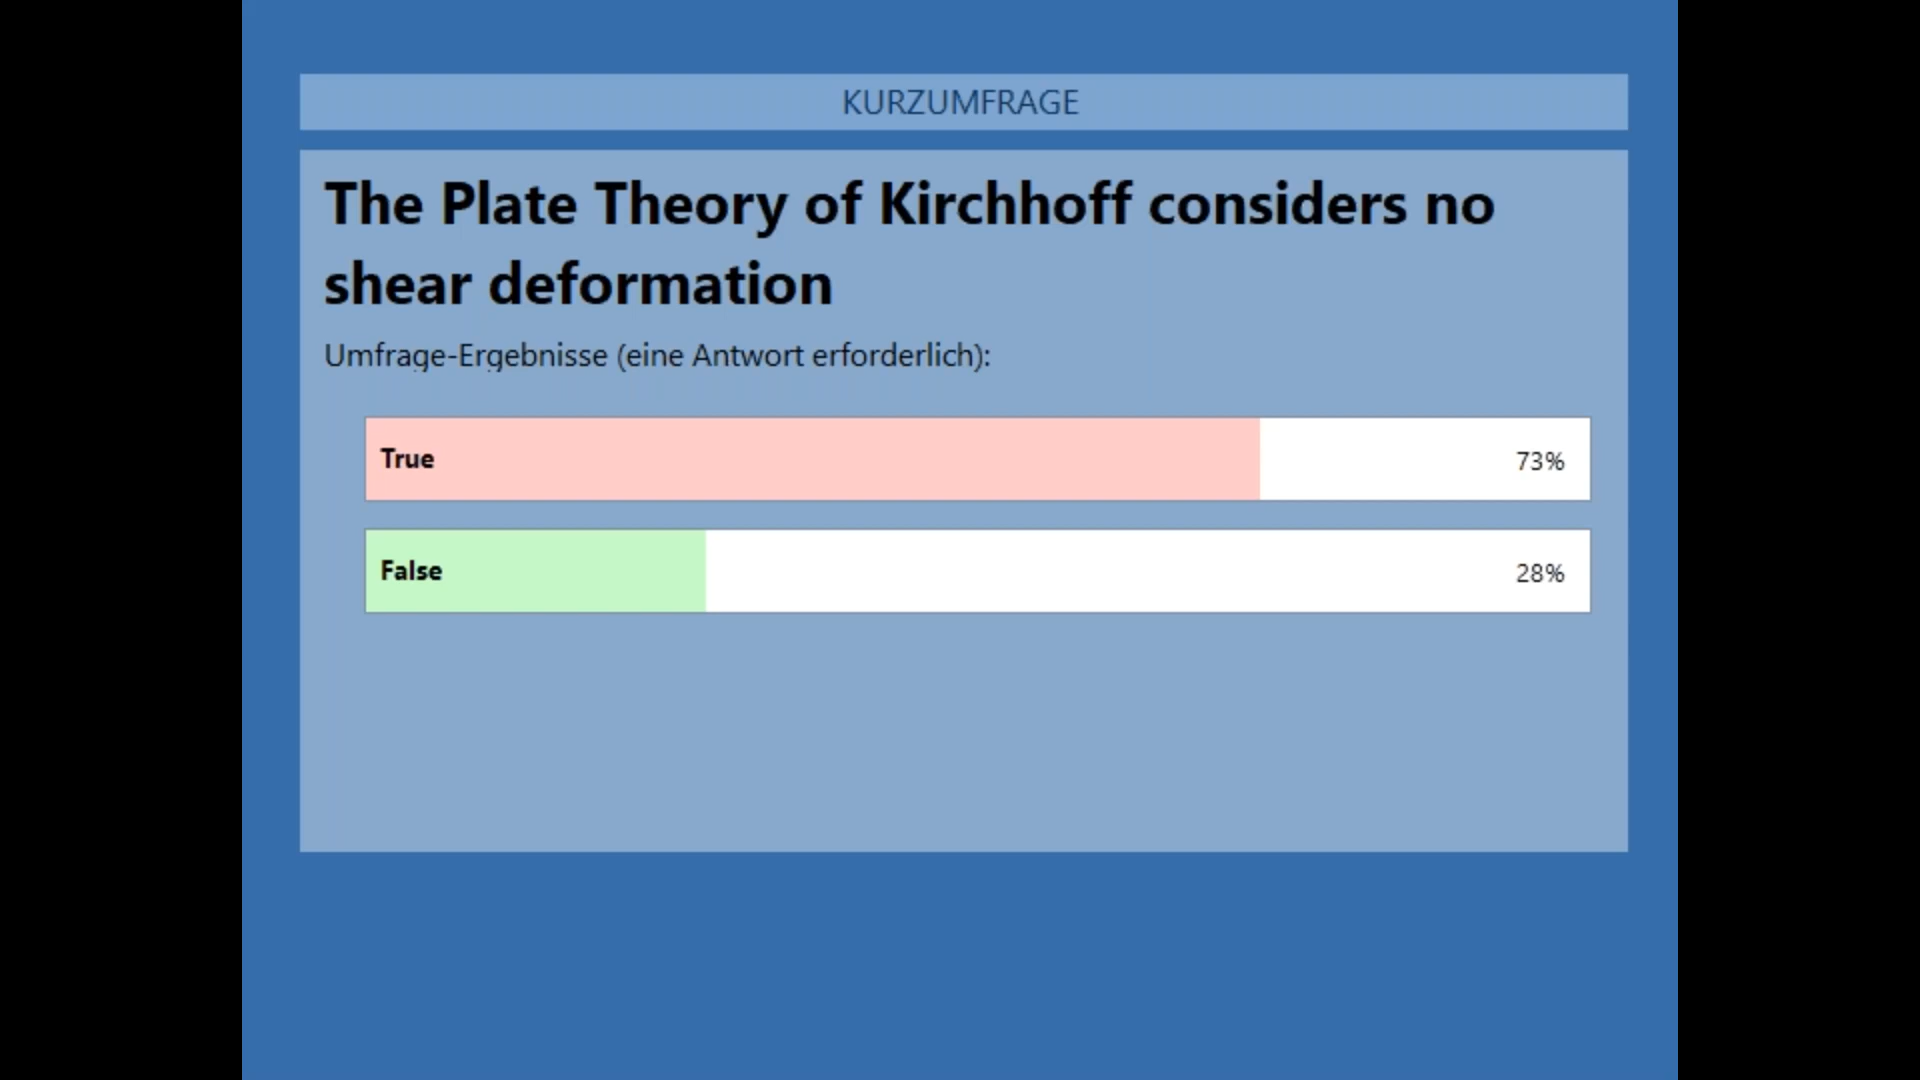 KURZUMFRAGE
The Plate Theory of Kirchhoff considers no
shear deformation
Umfrage-Ergebnisse (eine Antwort erforderlich):
True 73%
False 28%